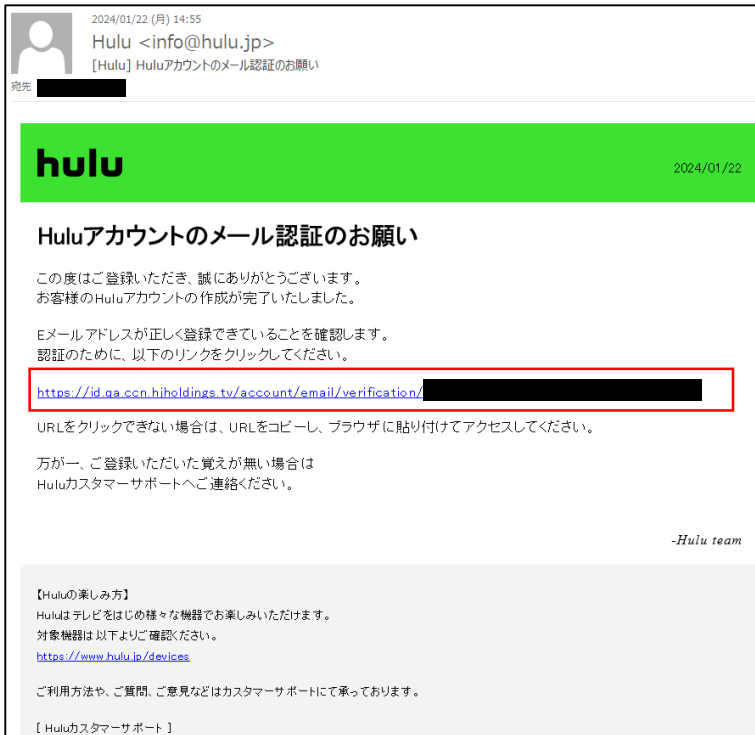 2024/01/22 (月) 14:55
Hulu <info@hulu.jp>
[Hulu] Huluアカウントのメール認証のお願い
宛先
hulu
2024/01/22
Huluアカウントのメール認証のお願い
この度はご登録いただき、誠にありがとうございます。
お客様のHuluアカウントの作成が完了いたしました。
Eメールアドレスが正しく登録できていることを確認します。
認証のために、以下のリンクをクリックしてください。
https://id.qa.ccn.hjholdings.tv/account/email/verification/
URLをクリックできない場合は、URLをコピーし、ブラウザに貼り付けてアクセスしてください。
万が一、ご登録いただいた覚えが無い場合は
Huluカスタマーサポートへご連絡ください。
-Hulu team
【Huluの楽しみ方】
Huluはテレビをはじめ様々な機器でお楽しみいただけます。
対象機器は以下よりご確認ください。
https://www.hulu.jp/devices
ご利用方法や、ご質問、ご意見などはカスタマーサポートにて承っております。
[ Huluカスタマーサポート ]